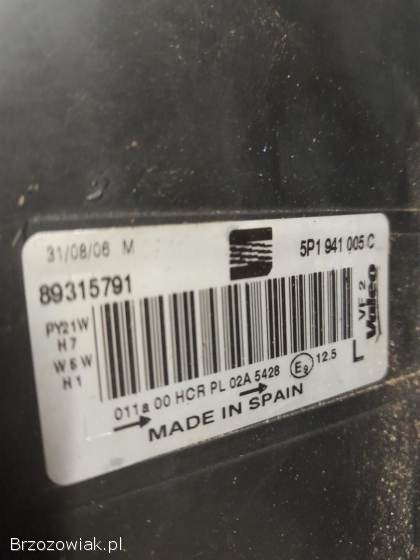 31/08/06 M
5P1 941 005 C
89315791
PY21W
H7
W5W
H1
VF 2
Valeo
L
011a 00 HCR PL 02A 5428 E9 12.5
MADE IN SPAIN
Brzozowiak.pl